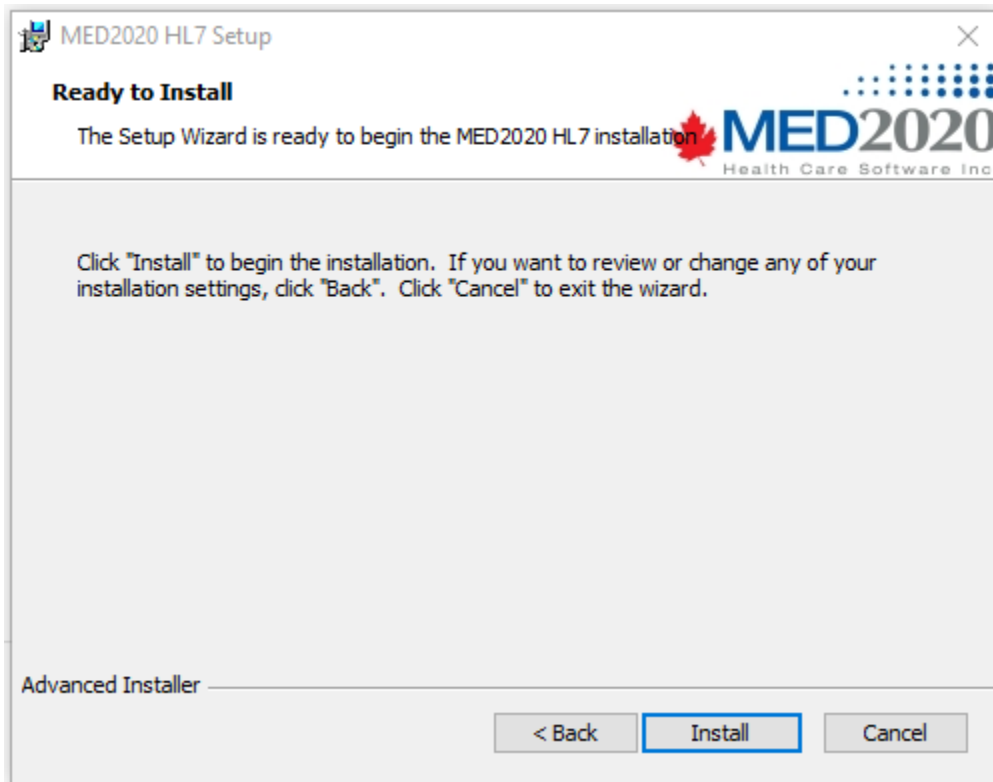 MED2020 HL7 Setup
Ready to Install
The Setup Wizard is ready to begin the MED2020 HL7 installation
MED2020
Health Care Software Inc
Click "Install" to begin the installation.  If you want to review or change any of your
installation settings, click "Back".  Click "Cancel" to exit the wizard.
Advanced Installer
< Back
Install
Cancel